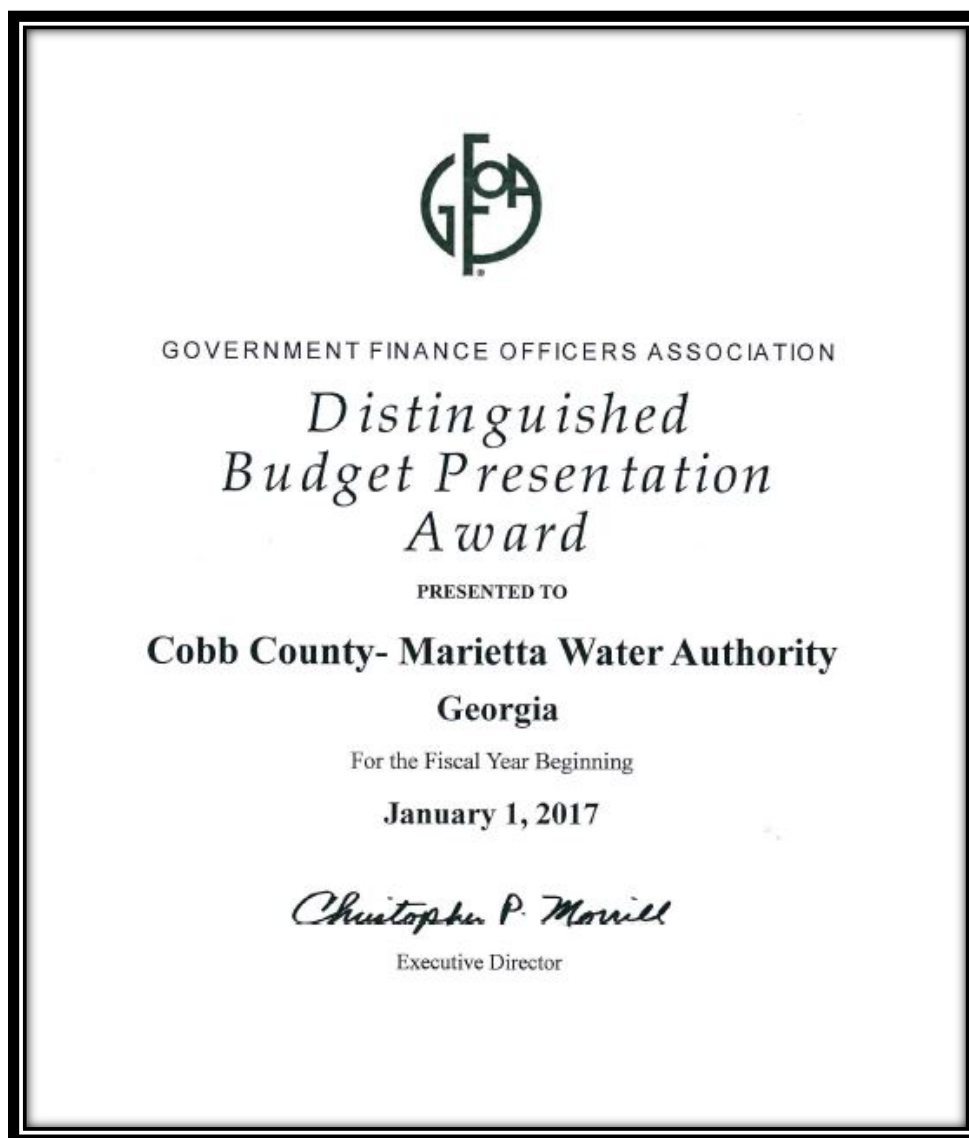 GFOA
GOVERNMENT FINANCE OFFICERS ASSOCIATION
Distinguished
Budget Presentation
Award
PRESENTED TO
Cobb County- Marietta Water Authority
Georgia
For the Fiscal Year Beginning
January 1, 2017
Christopher P. Morrill
Executive Director